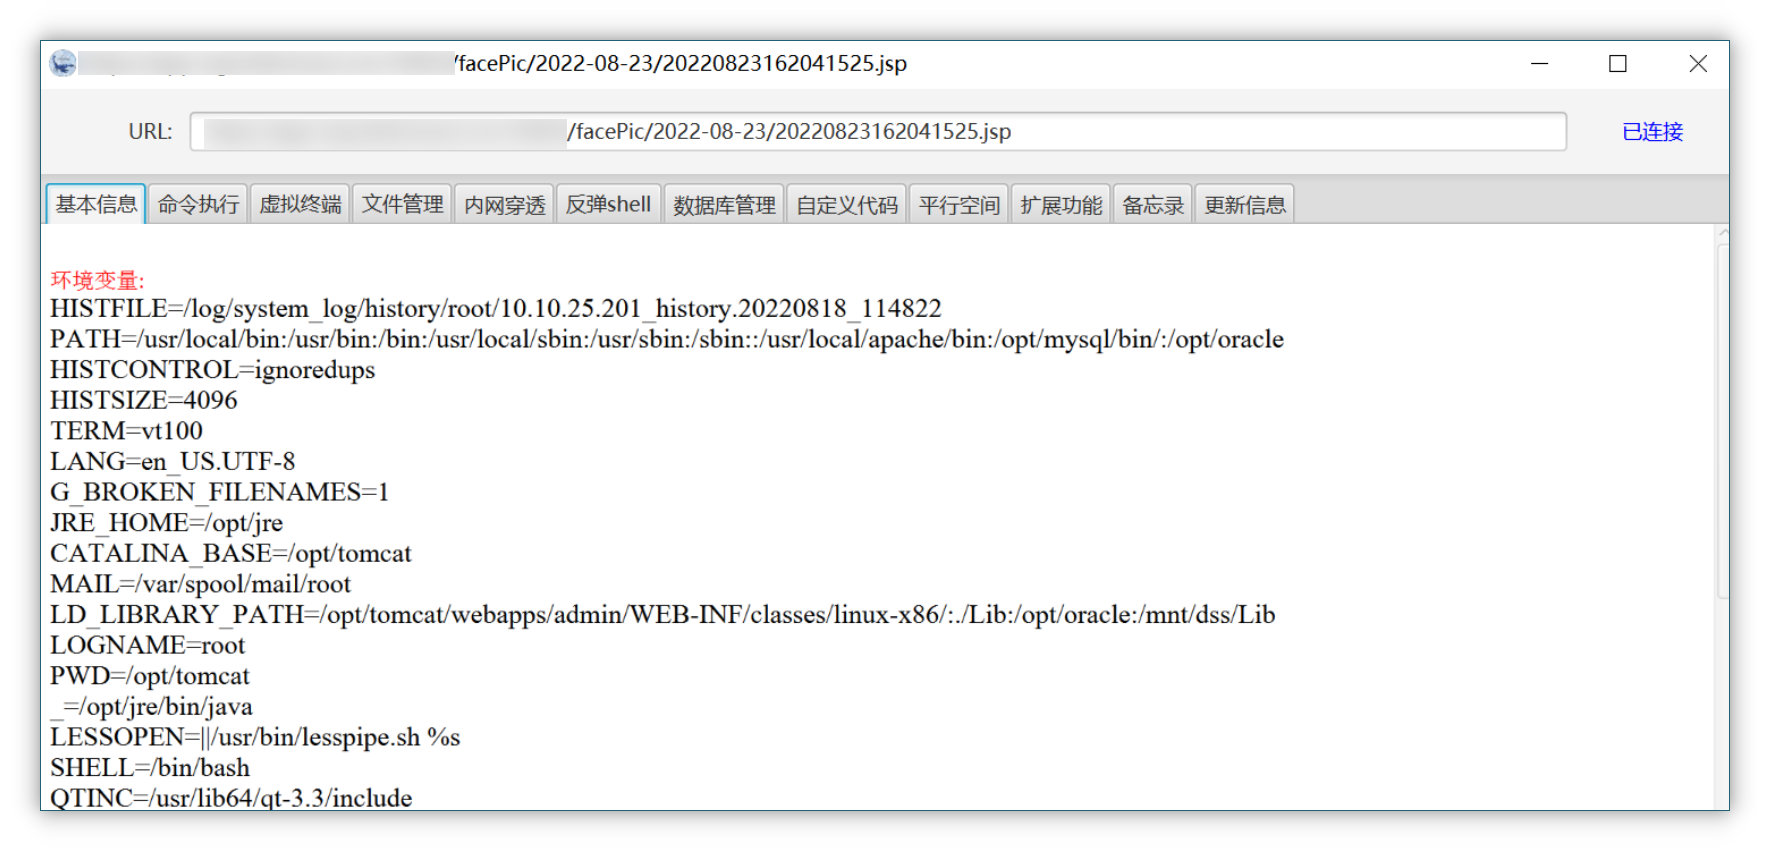 /facePic/2022-08-23/20220823162041525.jsp
URL: /facePic/2022-08-23/20220823162041525.jsp 已连接
基本信息 命令执行 虚拟终端 文件管理 内网穿透 反弹shell 数据库管理 自定义代码 平行空间 扩展功能 备忘录 更新信息
环境变量:
HISTFILE=/log/system_log/history/root/10.10.25.201_history.20220818_114822
PATH=/usr/local/bin:/usr/bin:/bin:/usr/local/sbin:/usr/sbin:/sbin::/usr/local/apache/bin:/opt/mysql/bin/:/opt/oracle
HISTCONTROL=ignoredups
HISTSIZE=4096
TERM=vt100
LANG=en_US.UTF-8
G_BROKEN_FILENAMES=1
JRE_HOME=/opt/jre
CATALINA_BASE=/opt/tomcat
MAIL=/var/spool/mail/root
LD_LIBRARY_PATH=/opt/tomcat/webapps/admin/WEB-INF/classes/linux-x86/:./Lib:/opt/oracle:/mnt/dss/Lib
LOGNAME=root
PWD=/opt/tomcat
_=/opt/jre/bin/java
LESSOPEN=||/usr/bin/lesspipe.sh %s
SHELL=/bin/bash
QTINC=/usr/lib64/qt-3.3/include